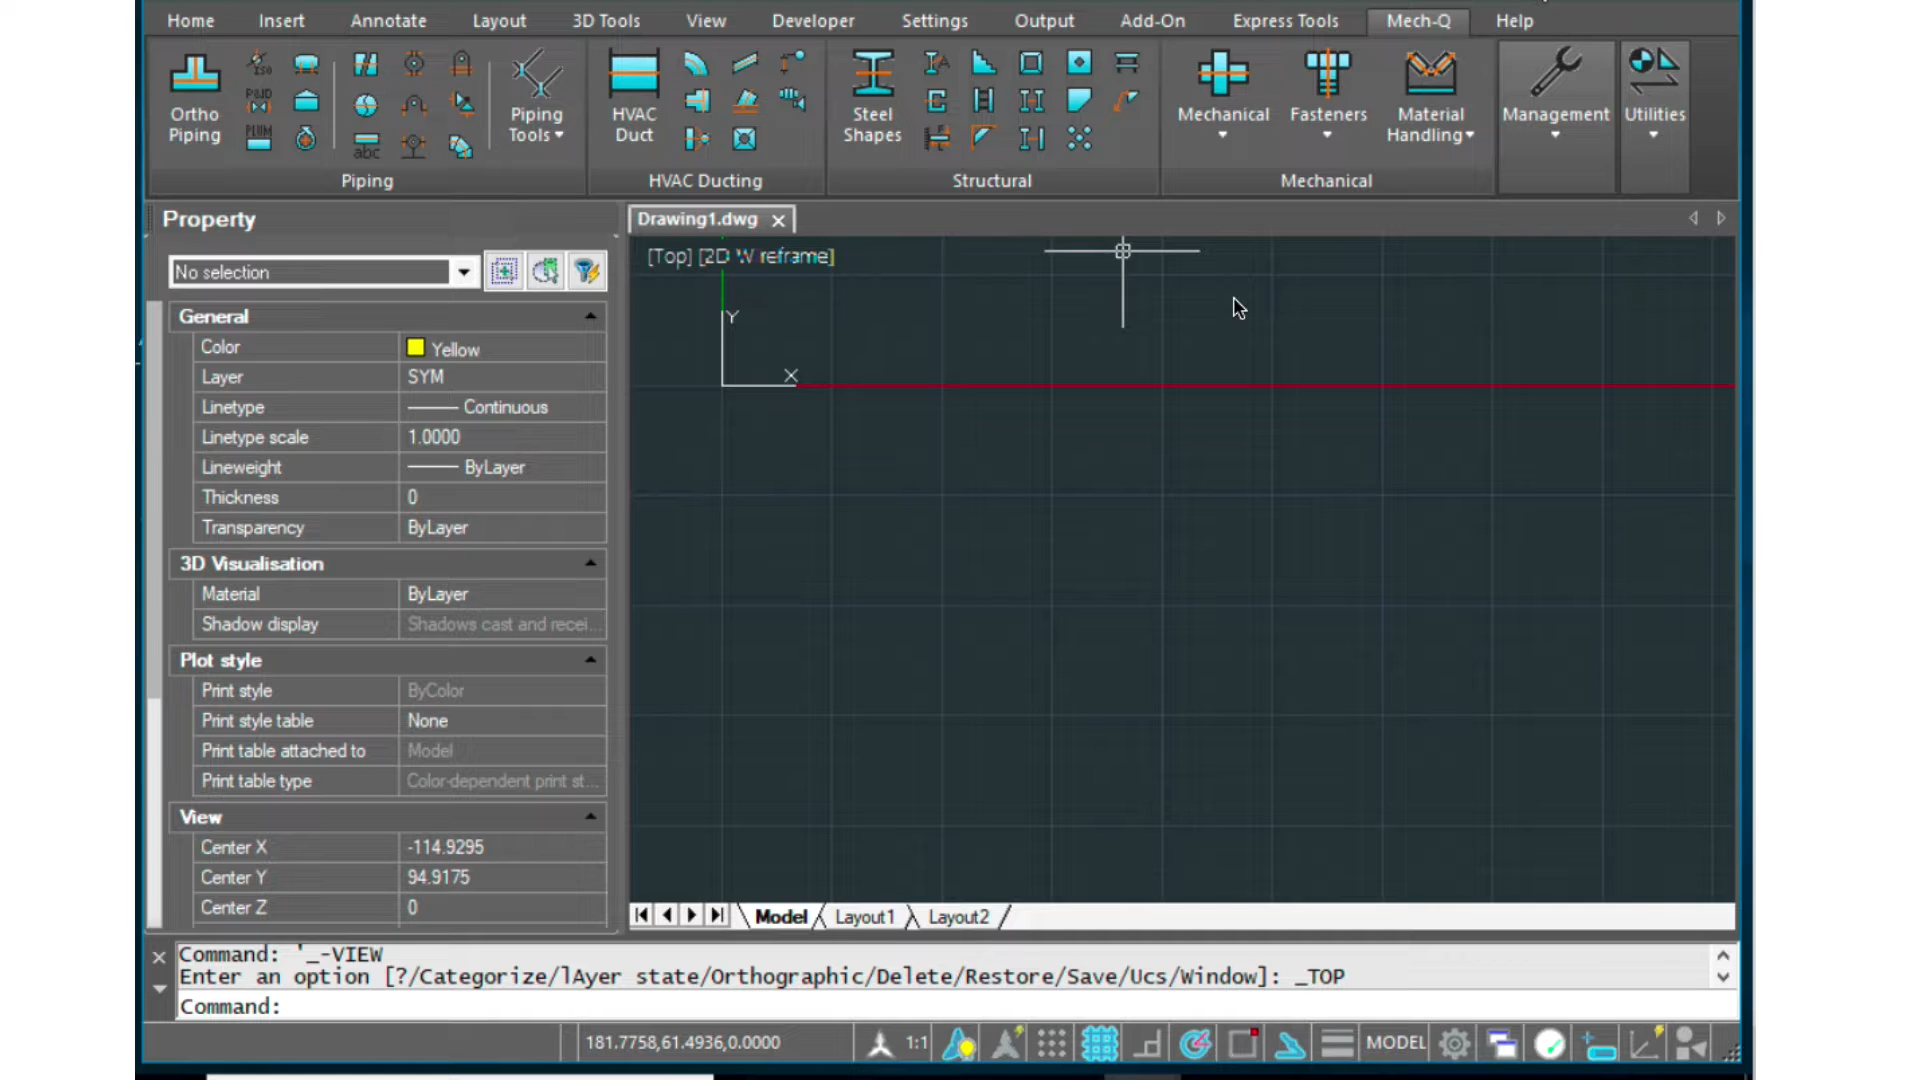 Home Insert Annotate Layout 3D Tools View Developer Settings Output Add-On Express Tools Mech-Q Help
Ortho Piping
ISO
P&ID
PLUM
abc
Piping Tools
HVAC Duct
Steel Shapes
Mechanical
Fasteners
Material Handling
Management
Utilities
Piping
HVAC Ducting
Structural
Mechanical
Property
Drawing1.dwg
No selection
[Top] [2D Wireframe]
Y
X
General
Color Yellow
Layer SYM
Linetype Continuous
Linetype scale 1.0000
Lineweight ByLayer
Thickness 0
Transparency ByLayer
3D Visualisation
Material ByLayer
Shadow display Shadows cast and recei...
Plot style
Print style ByColor
Print style table None
Print table attached to Model
Print table type Color-dependent print st...
View
Center X -114.9295
Center Y 94.9175
Center Z 0
Model Layout1 Layout2
Command: '_-VIEW
Enter an option [?/Categorize/lAyer state/Orthographic/Delete/Restore/Save/Ucs/Window]: _TOP
Command:
181.7758,61.4936,0.0000 1:1 MODEL